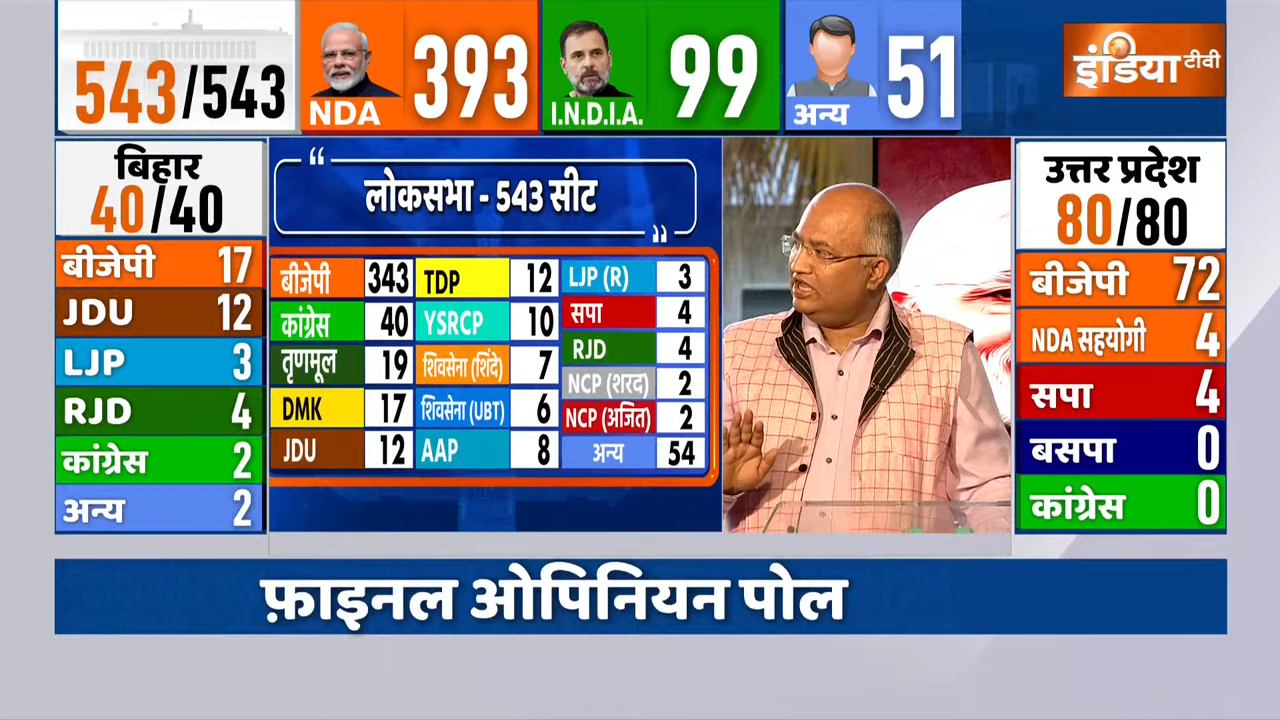 543/543
NDA 393
I.N.D.I.A. 99
अन्य 51
इंडिया टीवी
बिहार
40/40
बीजेपी 17
JDU 12
LJP 3
RJD 4
कांग्रेस 2
अन्य 2
“
लोकसभा - 543 सीट
”
बीजेपी 343 TDP 12 LJP (R) 3
कांग्रेस 40 YSRCP 10 सपा 4
तृणमूल 19 शिवसेना (शिंदे) 7 RJD 4
DMK 17 शिवसेना (UBT) 6 NCP (शरद) 2
JDU 12 AAP 8 NCP (अजित) 2
अन्य 54
उत्तर प्रदेश
80/80
बीजेपी 72
NDA सहयोगी 4
सपा 4
बसपा 0
कांग्रेस 0
फ़ाइनल ओपिनियन पोल